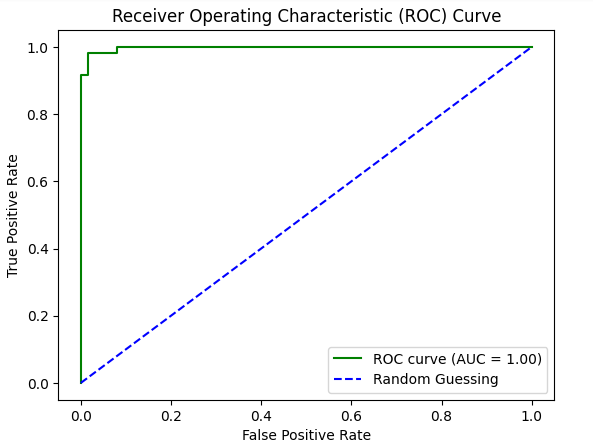 Receiver Operating Characteristic (ROC) Curve
1.0
0.8
0.6
0.4
0.2
0.0
True Positive Rate
ROC curve (AUC = 1.00)
Random Guessing
0.0 0.2 0.4 0.6 0.8 1.0
False Positive Rate